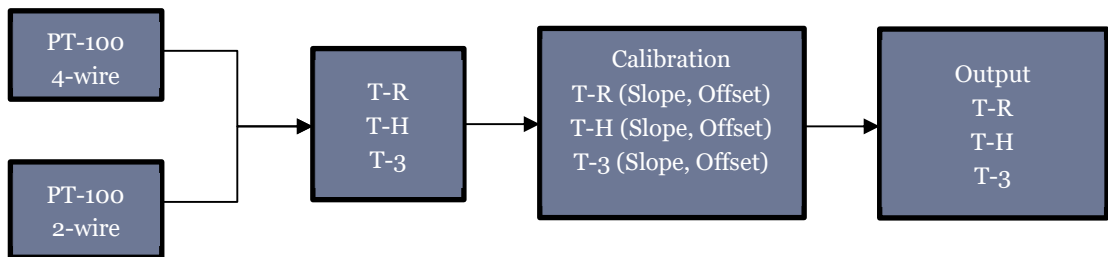 PT-100
4-wire
PT-100
2-wire
T-R
T-H
T-3
Calibration
T-R (Slope, Offset)
T-H (Slope, Offset)
T-3 (Slope, Offset)
Output
T-R
T-H
T-3